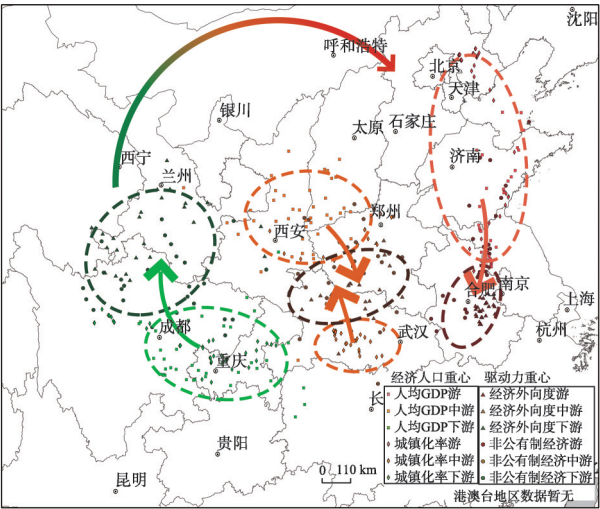 沈阳
呼和浩特
北京
天津
银川
太原
石家庄
西宁
济南
兰州
郑州
西安
合肥
南京
上海
成都
武汉
杭州
重庆
长
贵阳
昆明
0 110 km
经济人口重心
人均GDP游
人均GDP中游
人均GDP下游
城镇化率游
城镇化率中游
城镇化率下游
驱动力重心
经济外向度游
经济外向度中游
经济外向度下游
非公有制经济游
非公有制经济中游
非公有制经济下游
港澳台地区数据暂无